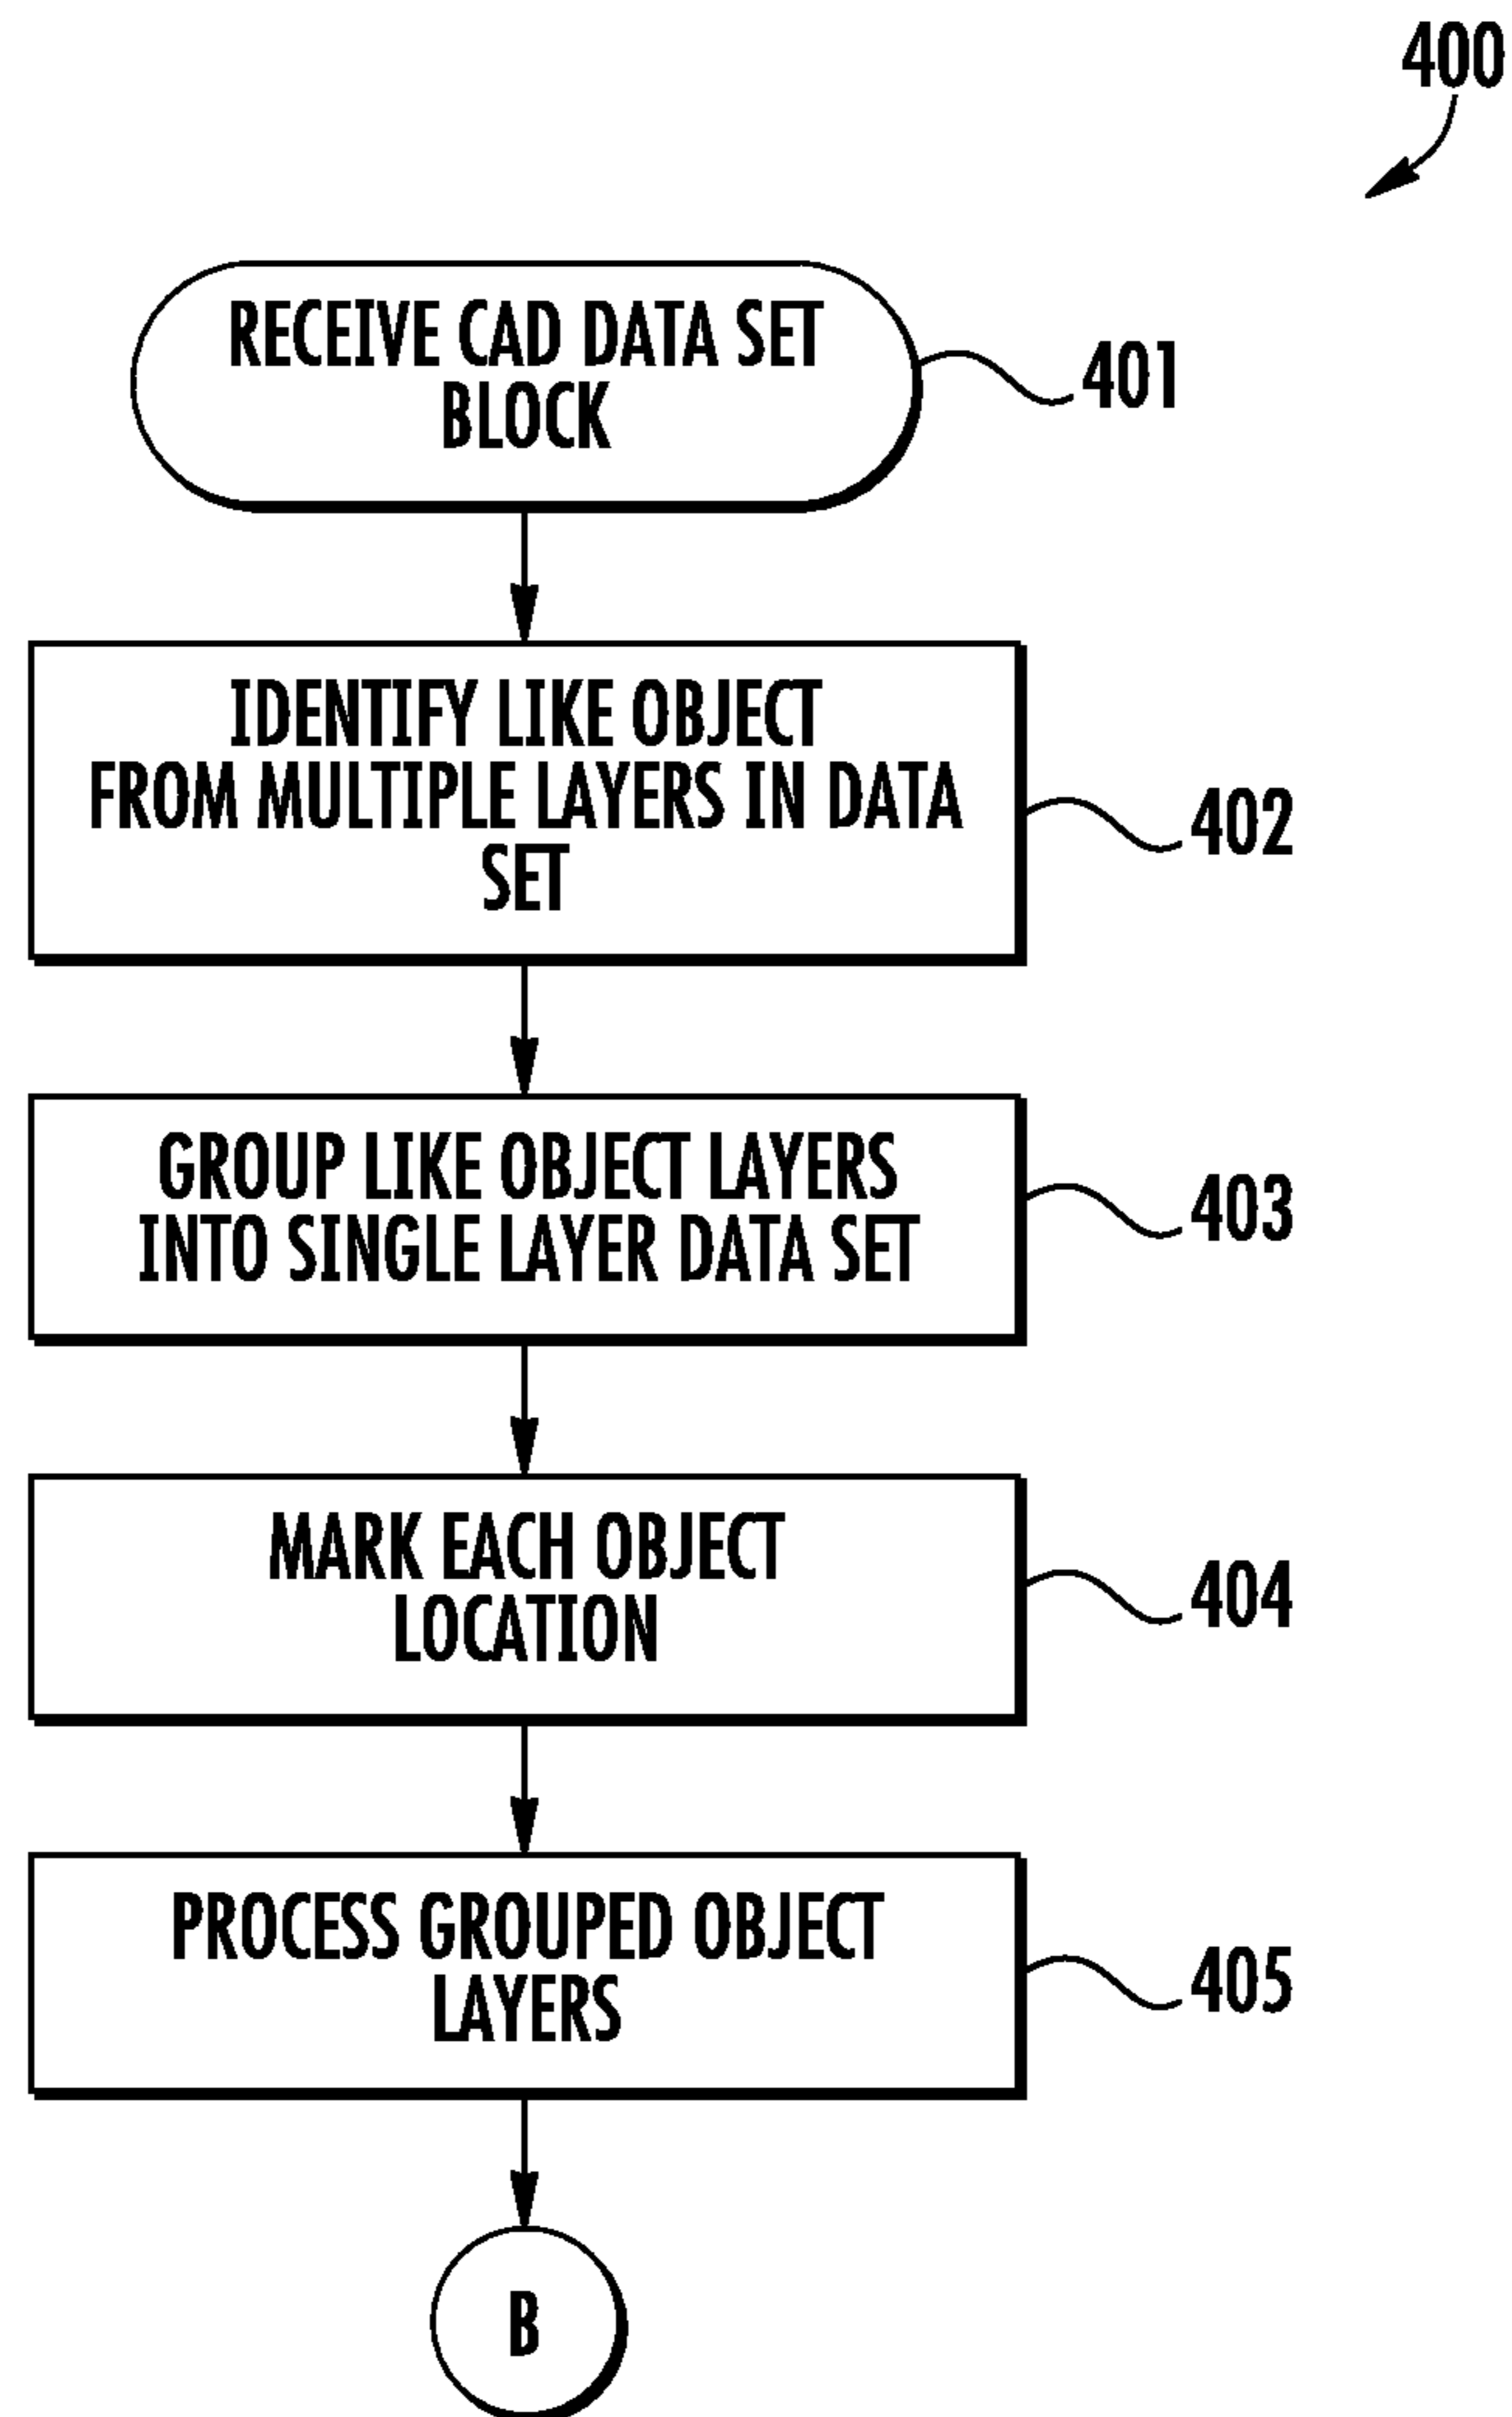 400
RECEIVE CAD DATA SET
BLOCK
401
IDENTIFY LIKE OBJECT
FROM MULTIPLE LAYERS IN DATA
SET
402
GROUP LIKE OBJECT LAYERS
INTO SINGLE LAYER DATA SET
403
MARK EACH OBJECT
LOCATION
404
PROCESS GROUPED OBJECT
LAYERS
405
B